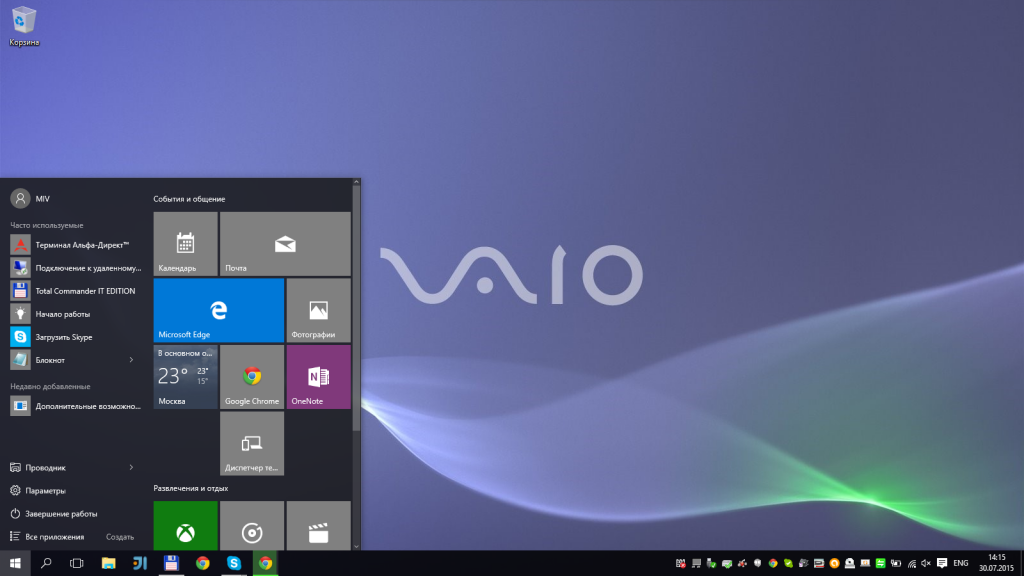 Корзина
MIV
Часто используемые
Терминал Альфа-Директ™
Подключение к удаленному...
Total Commander IT EDITION
Начало работы
Загрузить Skype
Блокнот
Недавно добавленные
Дополнительные возможно...
Проводник
Параметры
Завершение работы
Все приложения
Создать
События и общение
Календарь
Почта
Microsoft Edge
Фотографии
В основном о...
23°
23°
15°
Москва
Google Chrome
OneNote
Диспетчер те...
Развлечения и отдых
VAIO
ENG
14:15
30.07.2015